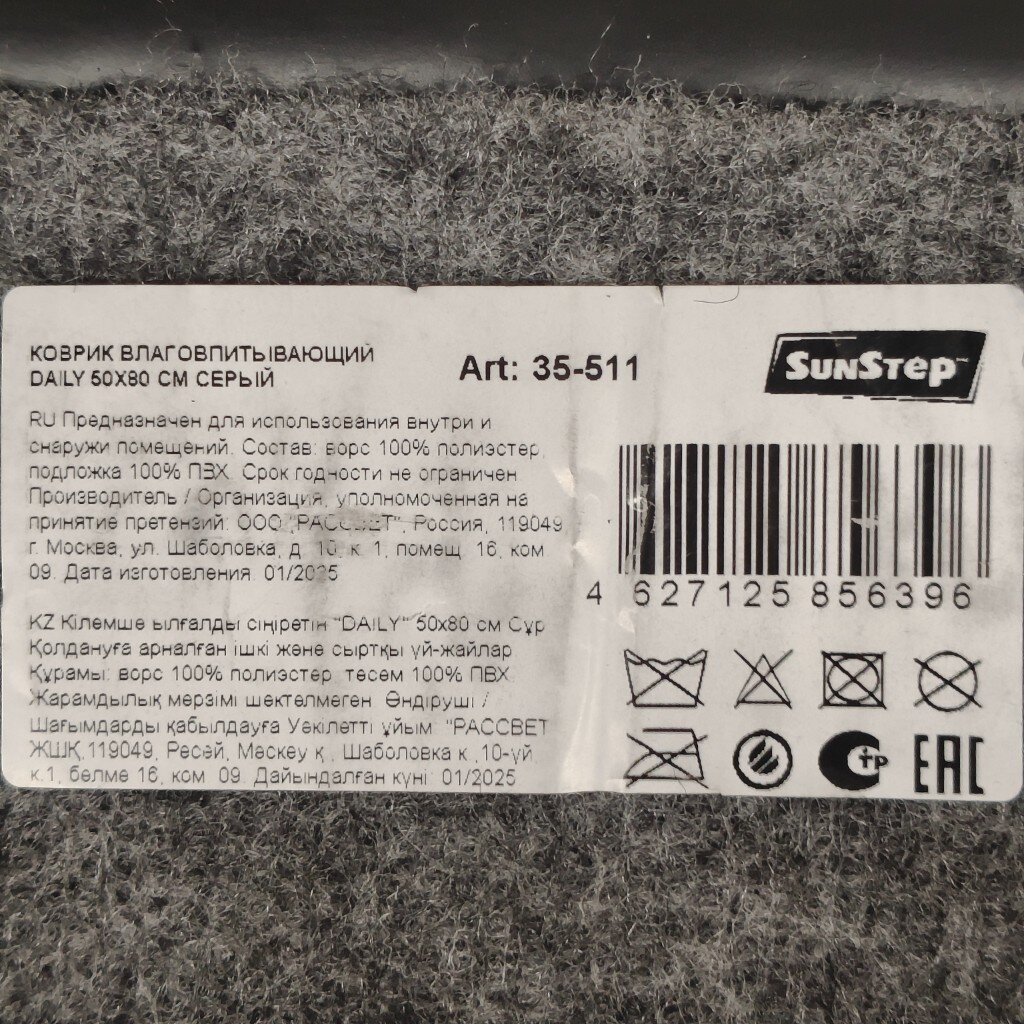 КОВРИК ВЛАГОВПИТЫВАЮЩИЙ
DAILY 50X80 СМ СЕРЫЙ
Art: 35-511
SUNSTEP™
RU Предназначен для использования внутри и
снаружи помещений. Состав: ворс 100% полиэстер,
подложка 100% ПВХ. Срок годности не ограничен
Производитель / Организация, уполномоченная на
принятие претензий: ООО "РАССВЕТ", Россия, 119049
г. Москва, ул. Шаболовка, д. 10, к. 1, помещ. 16, ком.
09. Дата изготовления: 01/2025
KZ Кілемше ылғалды сіңіретін "DAILY" 50x80 см Сұр
Қолдануға арналған ішкі және сыртқы үй-жайлар
Құрамы: ворс 100% полиэстер, төсем 100% ПВХ.
Жарамдылық мерзімі шектелмеген. Өндіруші /
Шағымдарды қабылдауға Уәкілетті ұйым: "РАССВЕТ
ЖШҚ,119049, Ресей, Мәскеу қ., Шаболовка к.,10-үй
к.1, бөлме 16, ком. 09. Дайындалған күні: 01/2025
4 627125 856396
СТР
EAC